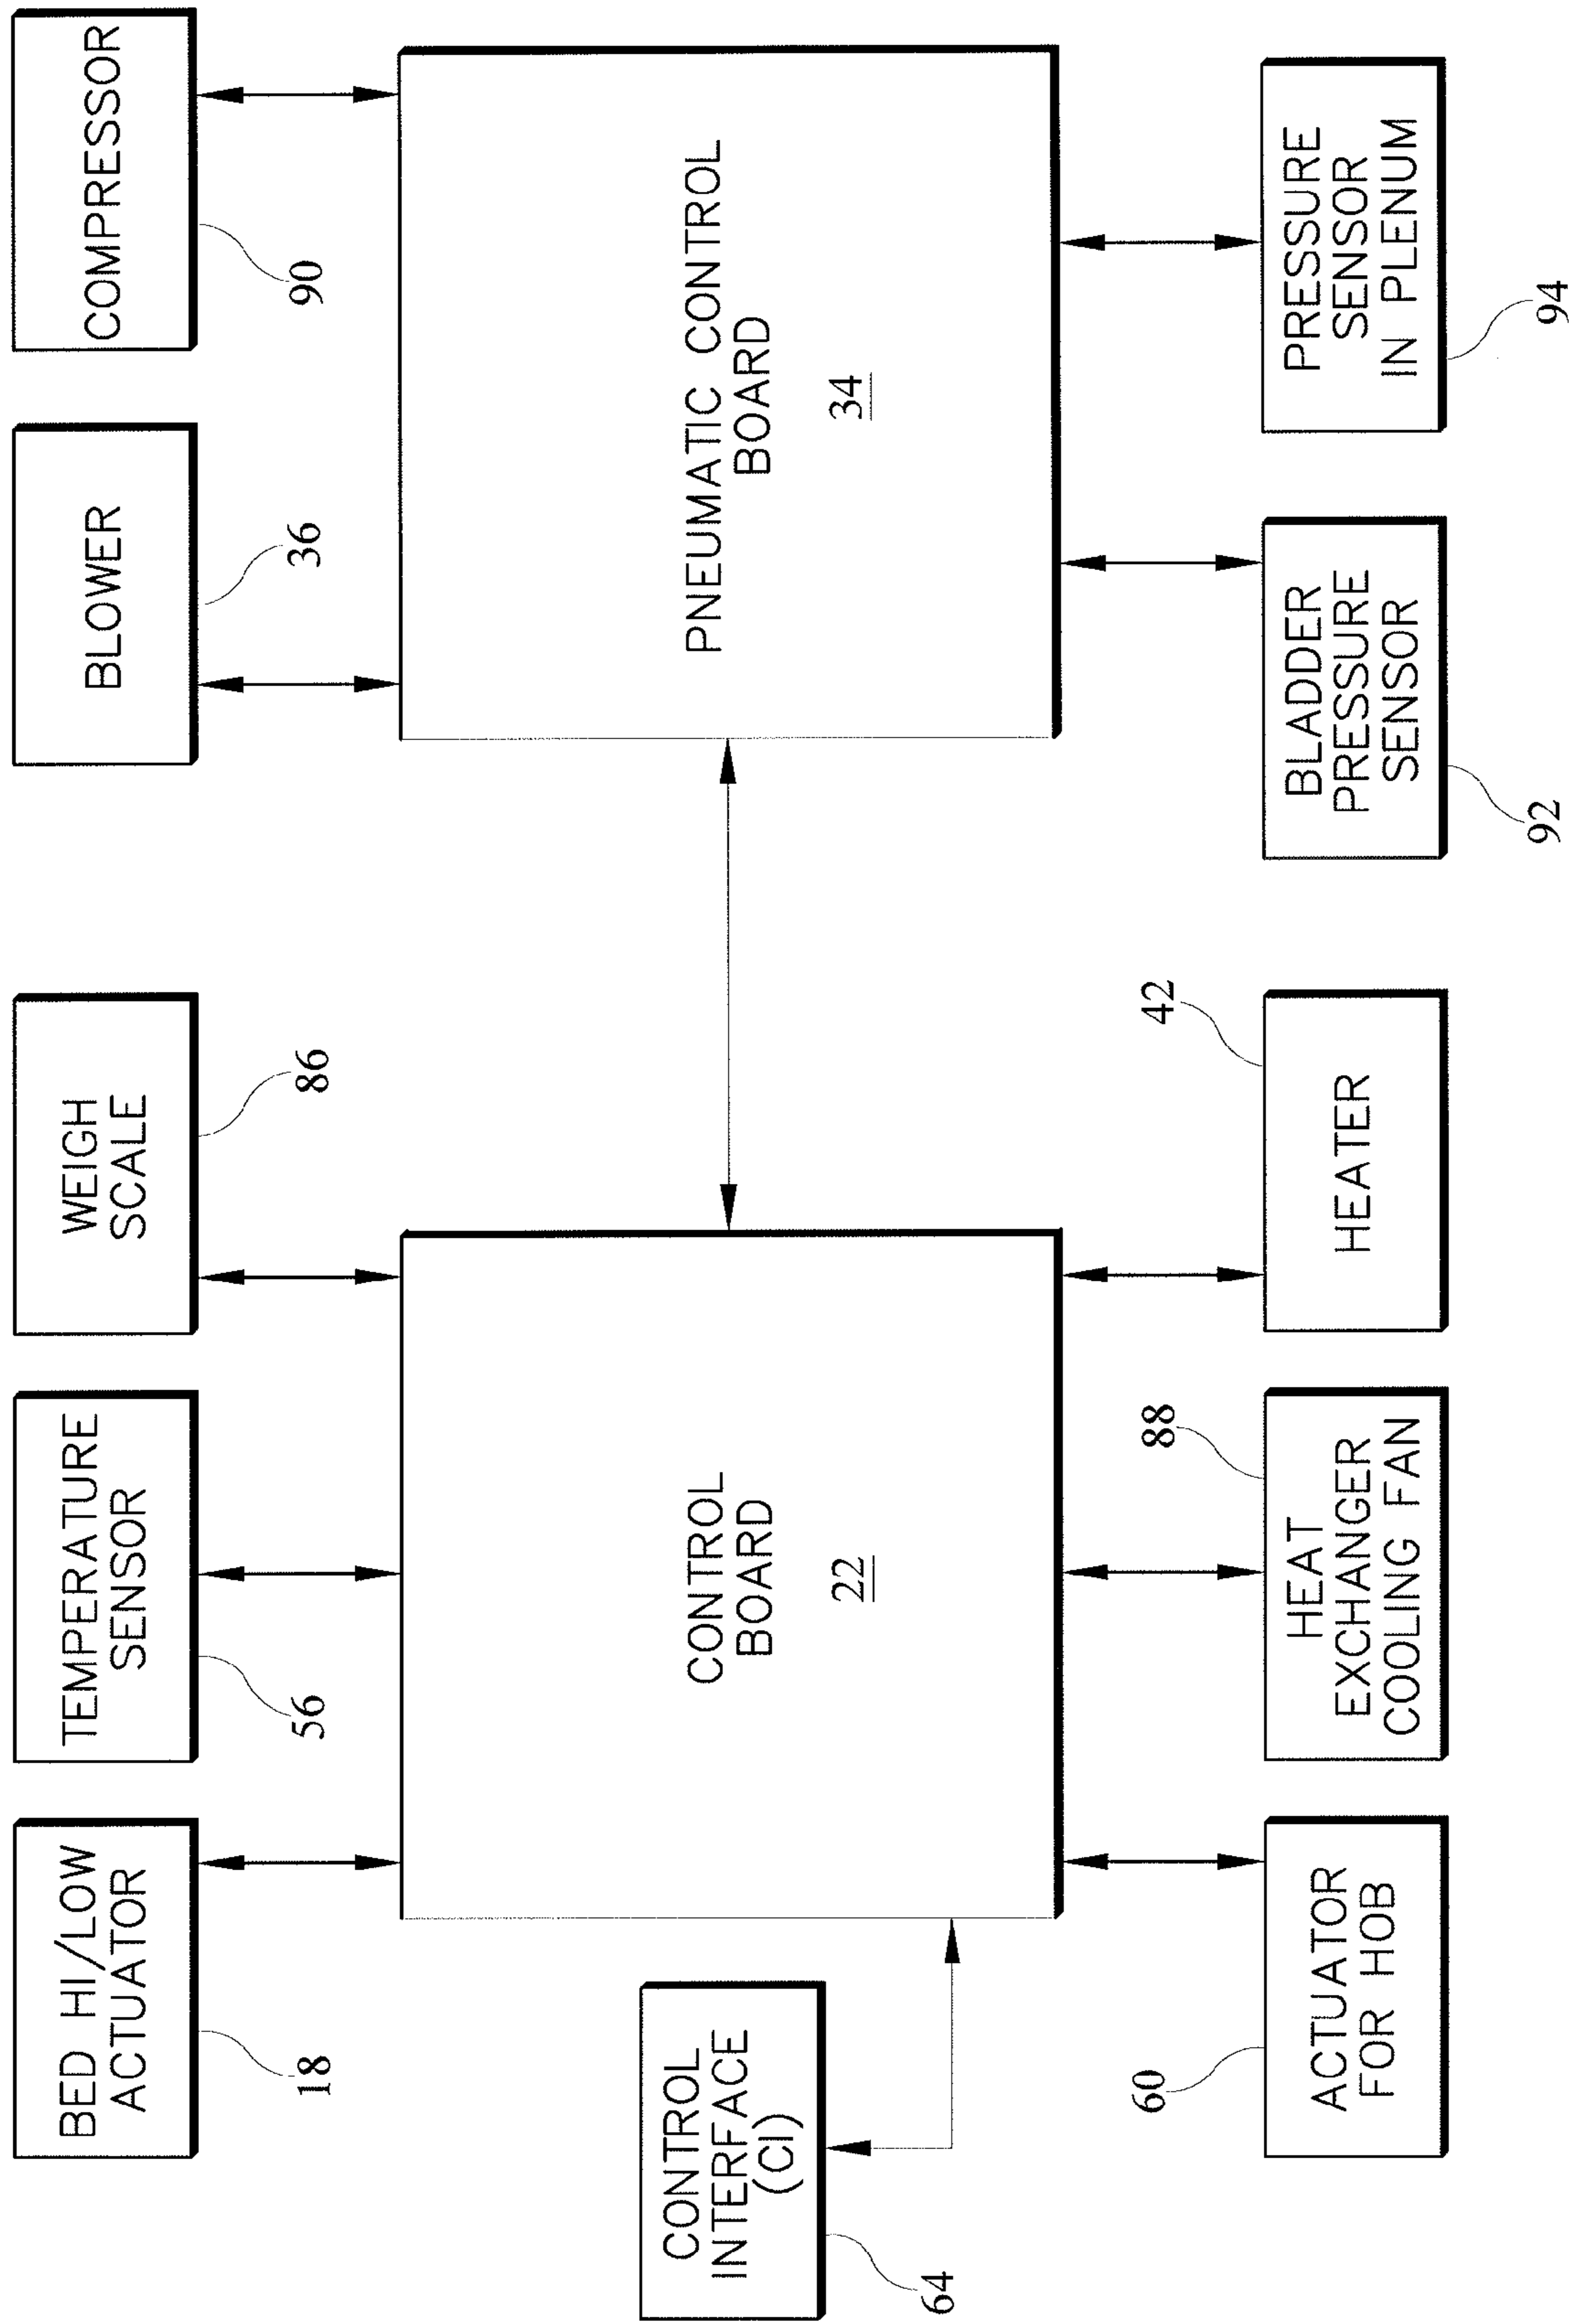 BED HI/LOW
ACTUATOR
18
TEMPERATURE
SENSOR
56
WEIGH
SCALE
86
BLOWER
36
COMPRESSOR
90
CONTROL
INTERFACE
(CI)
64
CONTROL
BOARD
22
PNEUMATIC CONTROL
BOARD
34
60
ACTUATOR
FOR HOB
88
HEAT
EXCHANGER
COOLING FAN
42
HEATER
BLADDER
PRESSURE
SENSOR
92
PRESSURE
SENSOR
IN PLENUM
94